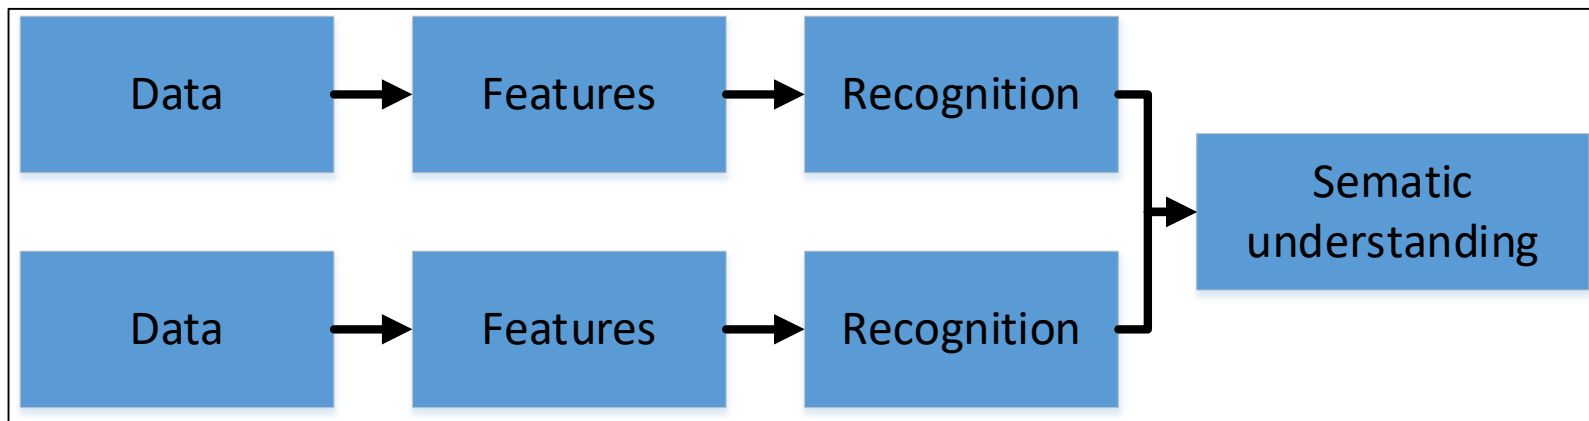 Data
Features
Recognition
Sematic
understanding
Data
Features
Recognition